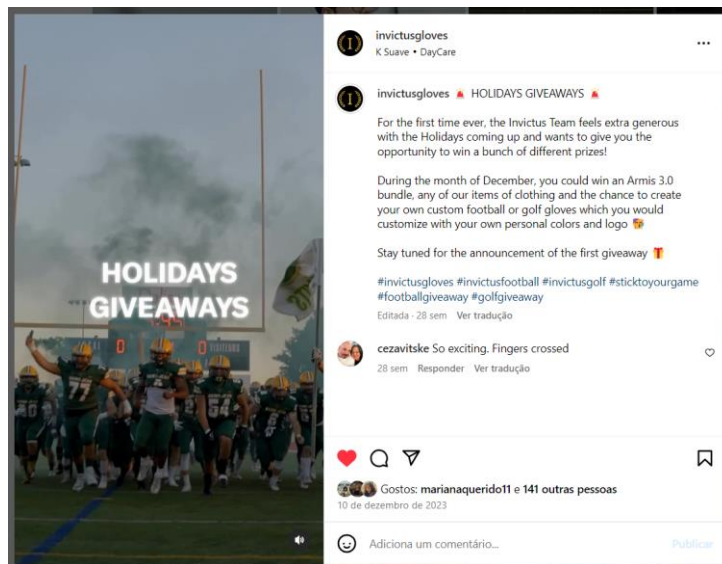 invictusgloves
K Suave • DayCare
invictusgloves 🚨 HOLIDAYS GIVEAWAYS 🚨
For the first time ever, the Invictus Team feels extra generous
with the Holidays coming up and wants to give you the
opportunity to win a bunch of different prizes!
During the month of December, you could win an Armis 3.0
bundle, any of our items of clothing and the chance to create
your own custom football or golf gloves which you would
customize with your own personal colors and logo
Stay tuned for the announcement of the first giveaway 🎁
#invictusgloves #invictusfootball #invictusgolf #sticktoyourgame
#footballgiveaway #golfgiveaway
Editada · 28 sem Ver tradução
cezavitske So exciting. Fingers crossed
28 sem Responder Ver tradução
Gostos: marianaquerido11 e 141 outras pessoas
10 de dezembro de 2023
Adiciona um comentário... Publicar
HOLIDAYS
GIVEAWAYS
0 VISITORS 0
77
54